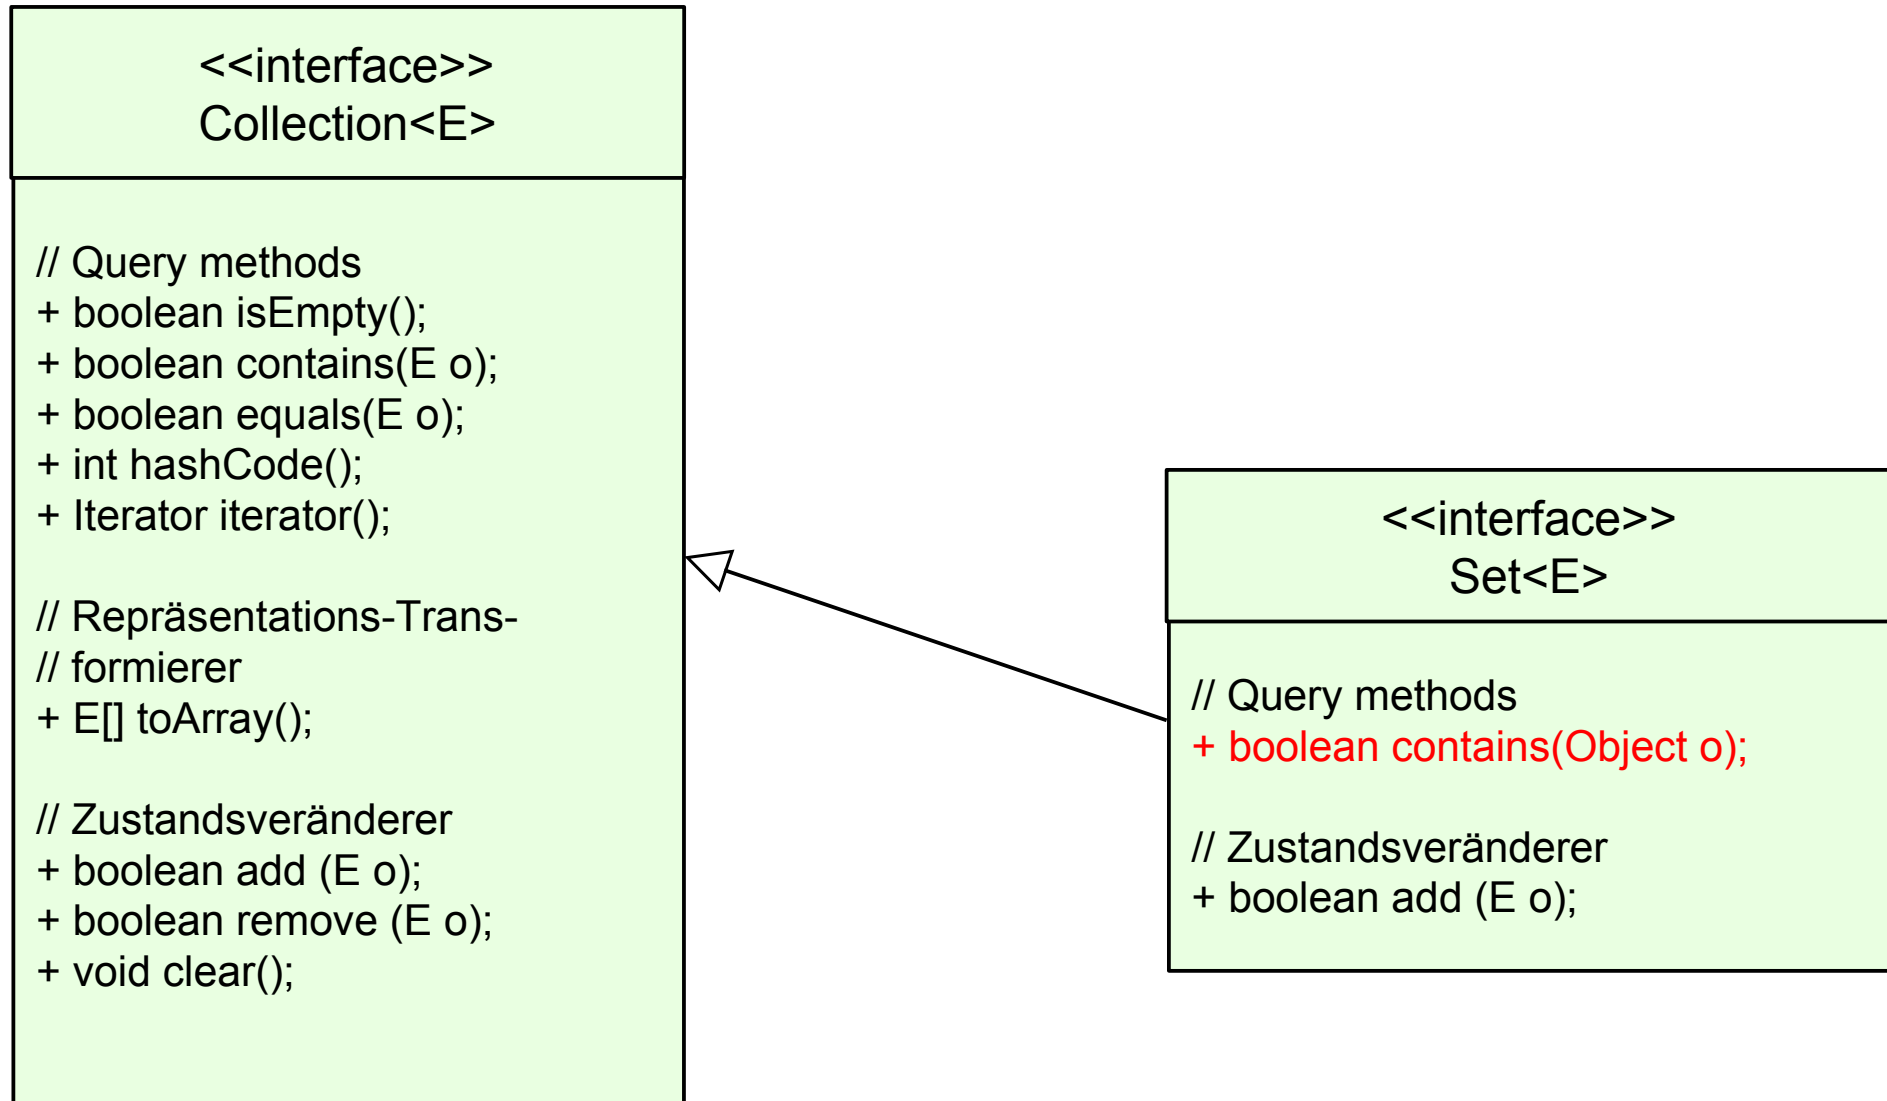 <<interface>>
Collection<E>
// Query methods
+ boolean isEmpty();
+ boolean contains(E o);
+ boolean equals(E o);
+ int hashCode();
+ Iterator iterator();
// Repräsentations-Trans-
// formierer
+ E[] toArray();
// Zustandsveränderer
+ boolean add (E o);
+ boolean remove (E o);
+ void clear();
<<interface>>
Set<E>
// Query methods
+ boolean contains(Object o);
// Zustandsveränderer
+ boolean add (E o);